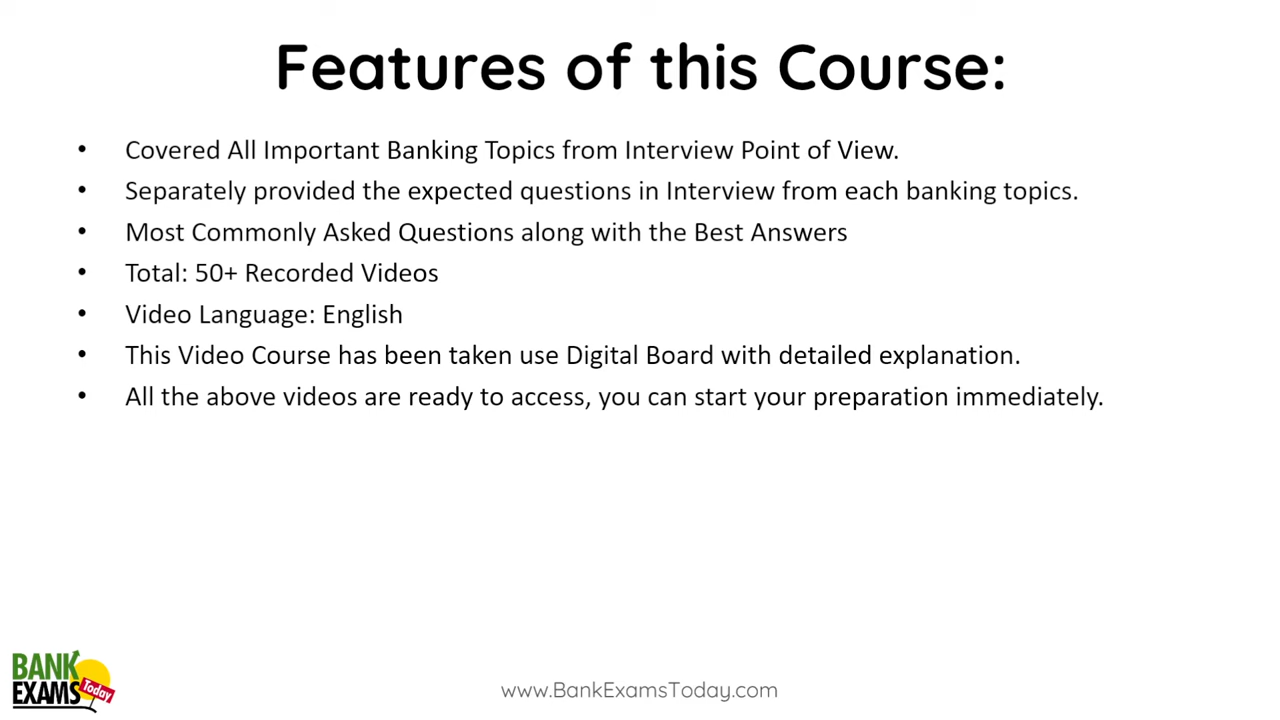 Features of this Course:
• Covered All Important Banking Topics from Interview Point of View.
• Separately provided the expected questions in Interview from each banking topics.
• Most Commonly Asked Questions along with the Best Answers
• Total: 50+ Recorded Videos
• Video Language: English
• This Video Course has been taken use Digital Board with detailed explanation.
• All the above videos are ready to access, you can start your preparation immediately.
BANK
EXAMS
Today
www.BankExamsToday.com